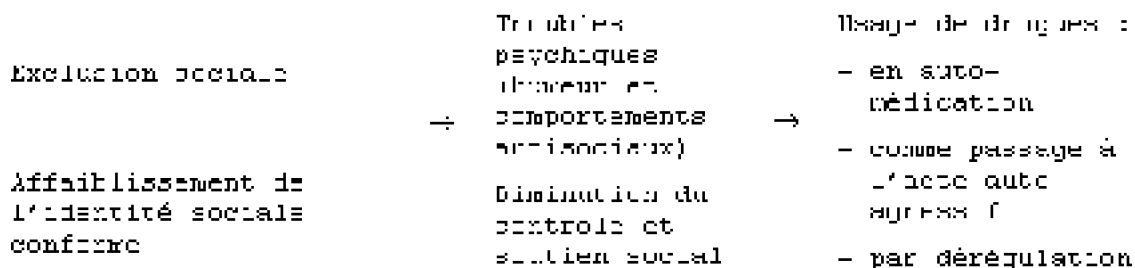 Exclusion sociale
Affaiblissement de
l'identité sociale
conforme
→
Troubles
psychiques
(humeur et
comportements
antisociaux)
Diminution du
controle et
soutien social
→
Usage de drogues :
– en auto-
médication
– comme passage à
l'acte auto
agressif
– par dérégulation